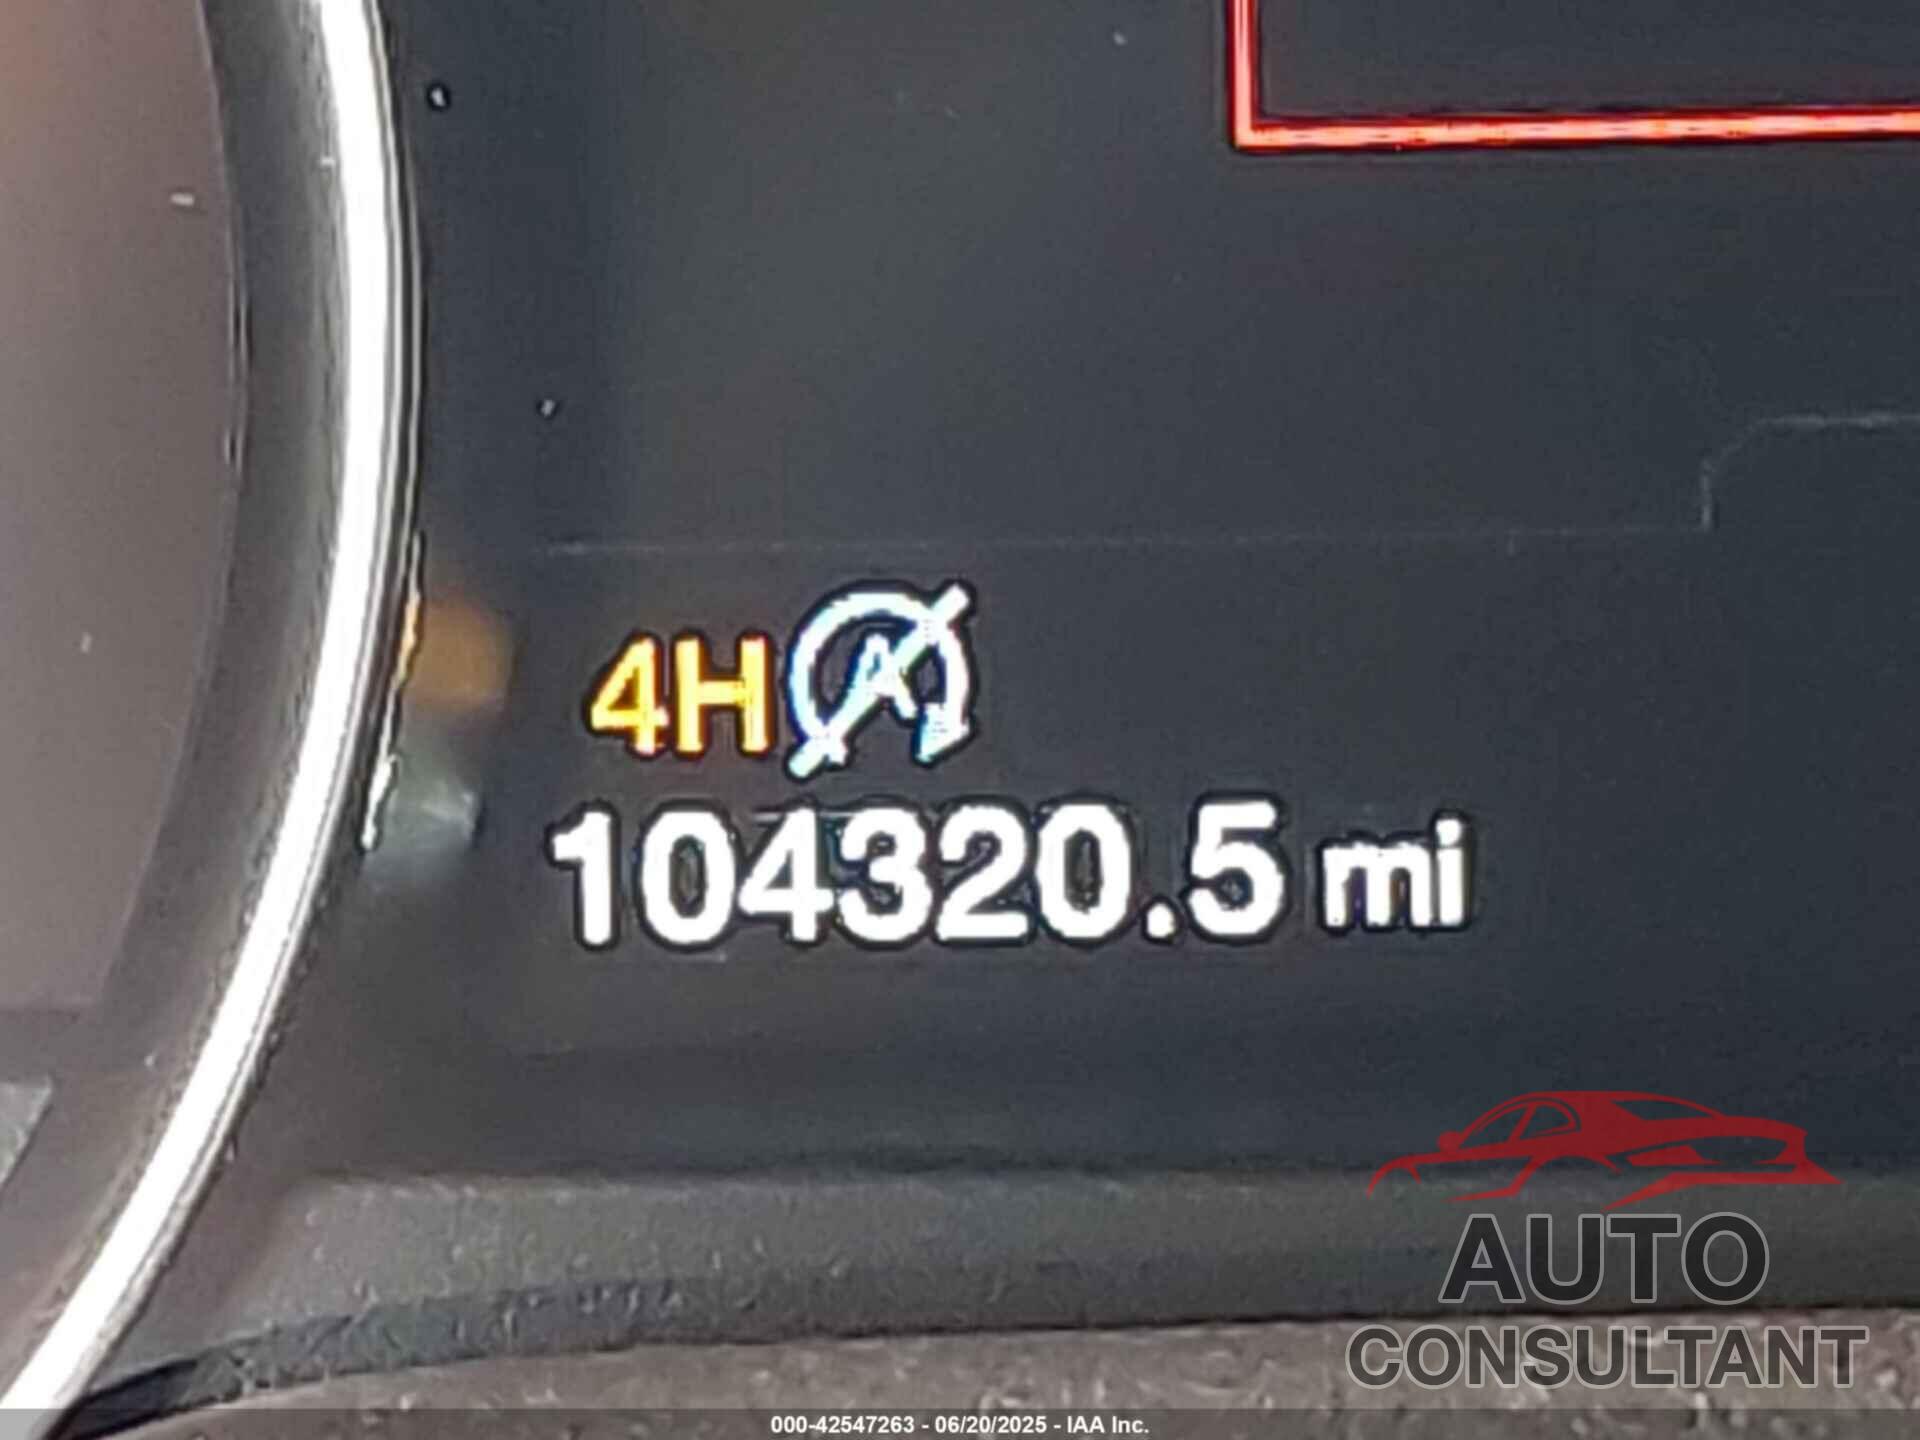 4H A
104320.5 mi
AUTO
CONSULTANT
000-42547263 - 06/20/2025 - IAA Inc.